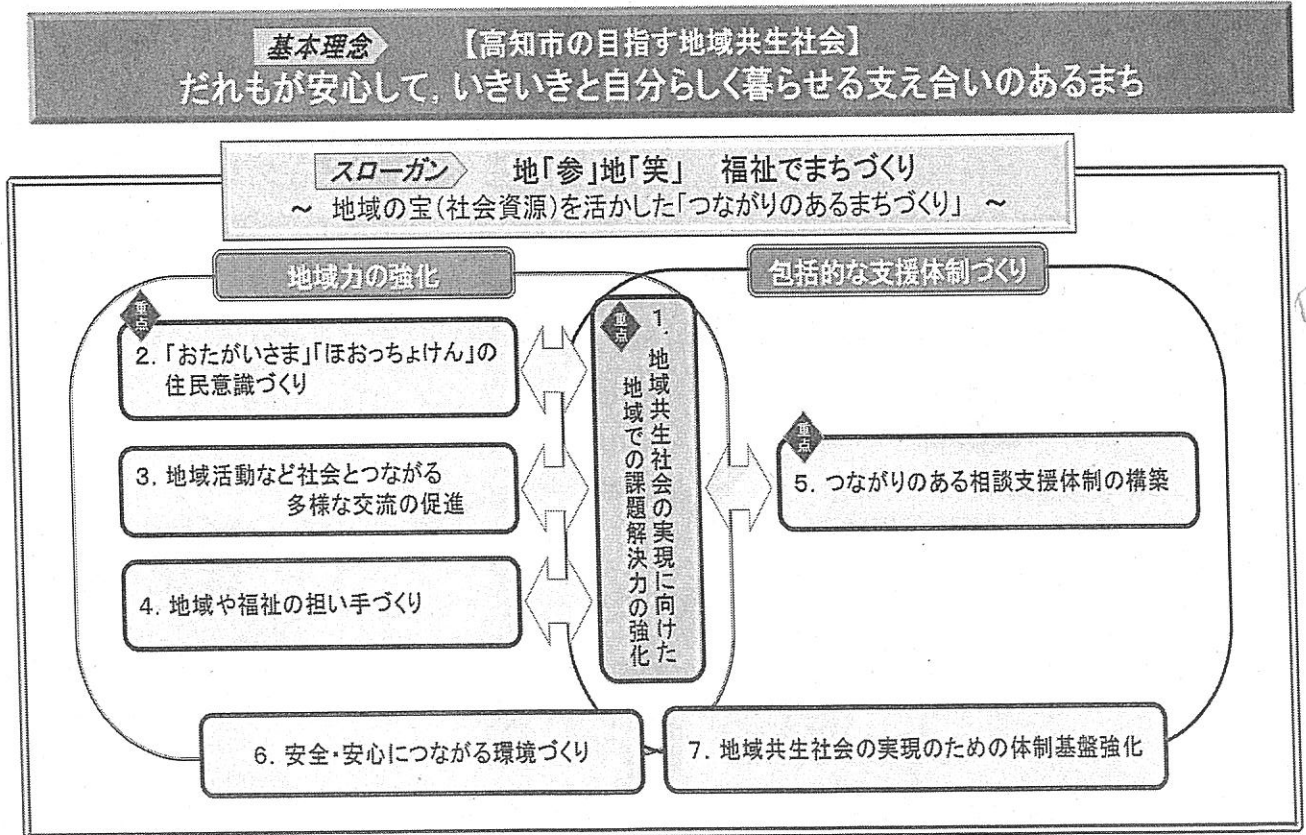 基本理念 【高知市の目指す地域共生社会】
だれもが安心して，いきいきと自分らしく暮らせる支え合いのあるまち
スローガン 地「参」地「笑」 福祉でまちづくり
～ 地域の宝(社会資源)を活かした「つながりのあるまちづくり」 ～
地域力の強化
包括的な支援体制づくり
重点
2. 「おたがいさま」「ほおっちょけん」の
住民意識づくり
3. 地域活動など社会とつながる
多様な交流の促進
4. 地域や福祉の担い手づくり
重点
1. 地域共生社会の実現に向けた
地域での課題解決力の強化
重点
5. つながりのある相談支援体制の構築
6. 安全・安心につながる環境づくり
7. 地域共生社会の実現のための体制基盤強化